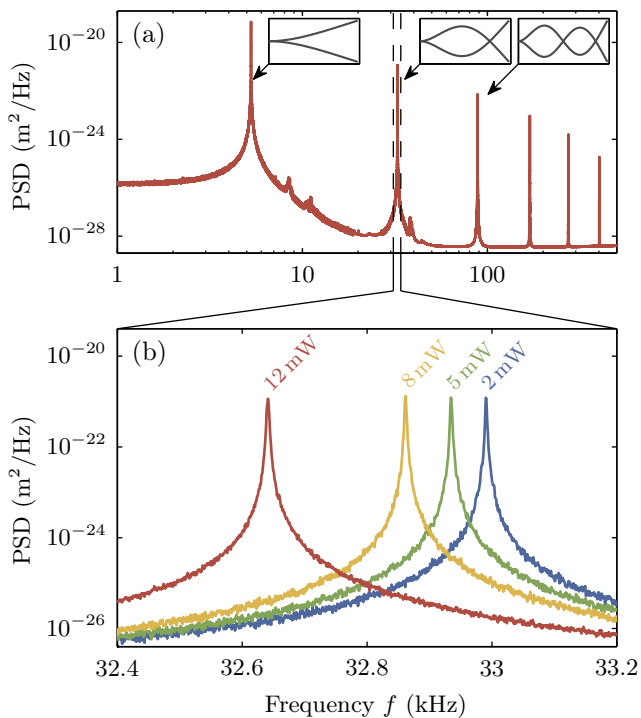 (a)
PSD (m²/Hz)
10⁻²⁰
10⁻²⁴
10⁻²⁸
1 10 100
(b)
12 mW 8 mW 5 mW 2 mW
PSD (m²/Hz)
10⁻²⁰
10⁻²²
10⁻²⁴
10⁻²⁶
32.4 32.6 32.8 33 33.2
Frequency f (kHz)